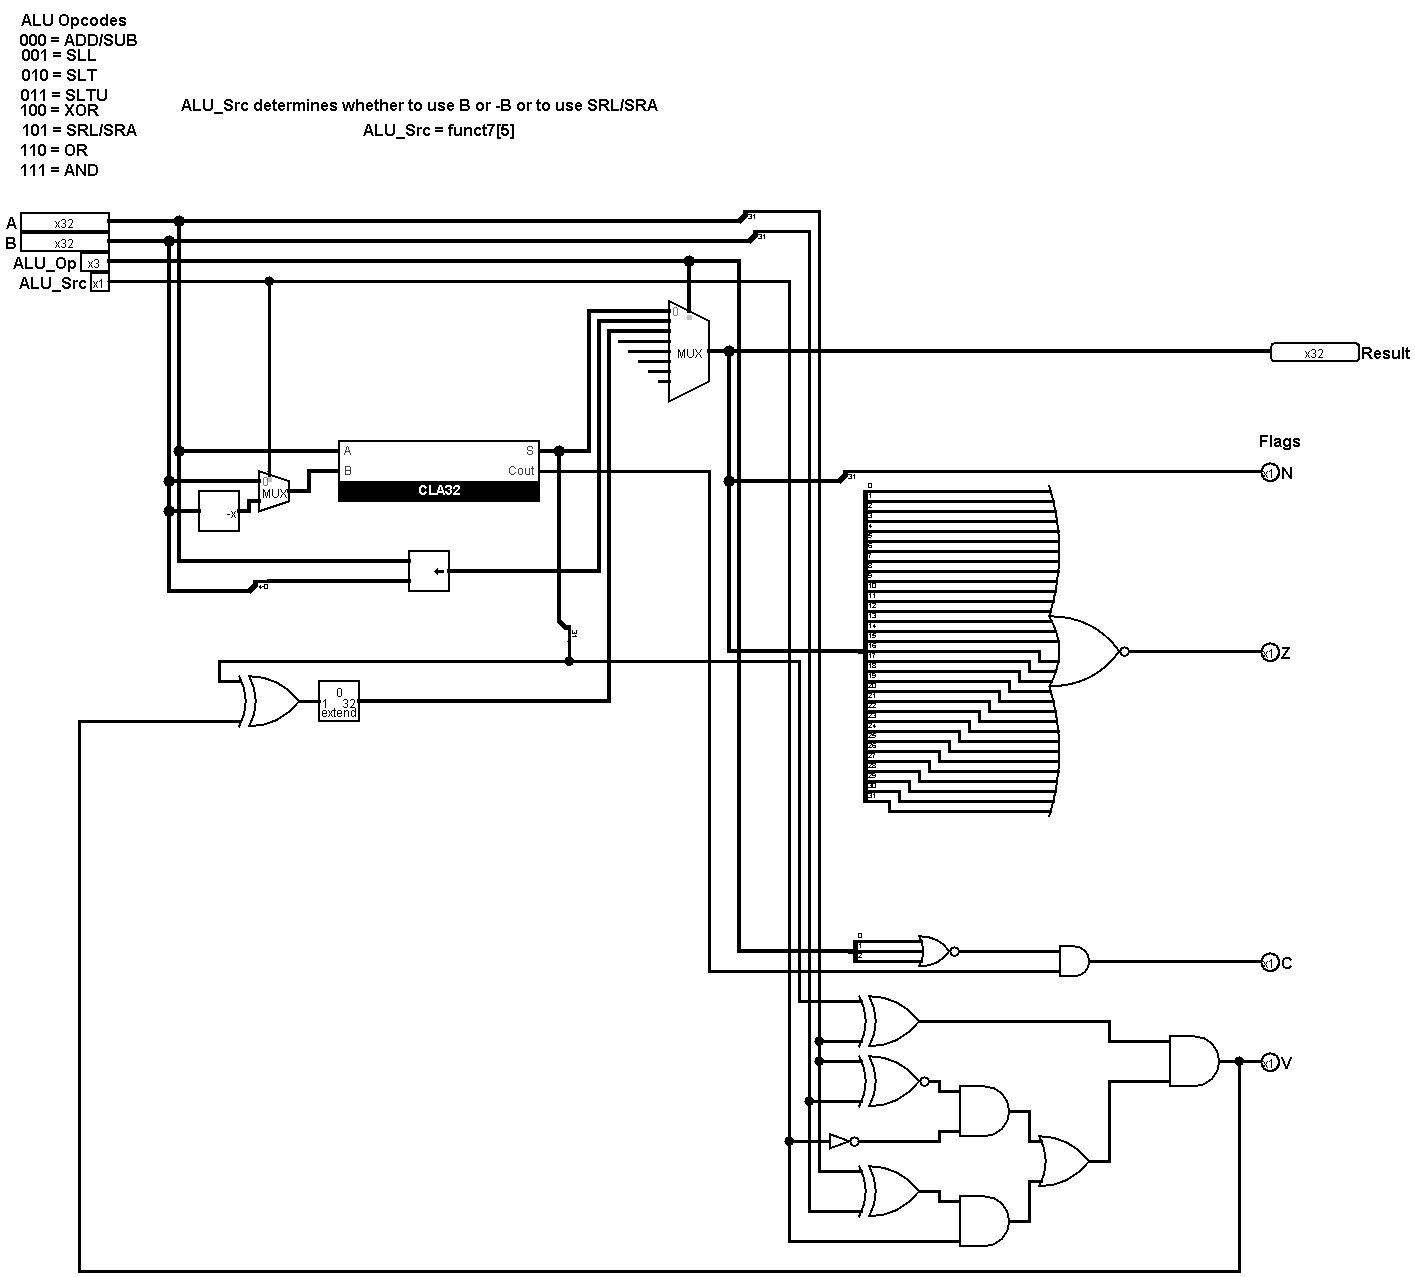 ALU Opcodes
000 = ADD/SUB
001 = SLL
010 = SLT
011 = SLTU
100 = XOR
101 = SRL/SRA
110 = OR
111 = AND
ALU_Src determines whether to use B or -B or to use SRL/SRA
ALU_Src = funct7[5]
A x32
B x32
ALU_Op x3
ALU_Src x1
31
31
0
MUX
x32 Result
Flags
A S
B Cout
CLA32
0
MUX
-x
31
x1 N
0
1
2
3
4
5
6
7
8
9
10
11
12
13
14
15
16
17
18
19
20
21
22
23
24
25
26
27
28
29
30
31
31
x1 Z
0
1 32
extend
0
1
2
x1 C
x1 V